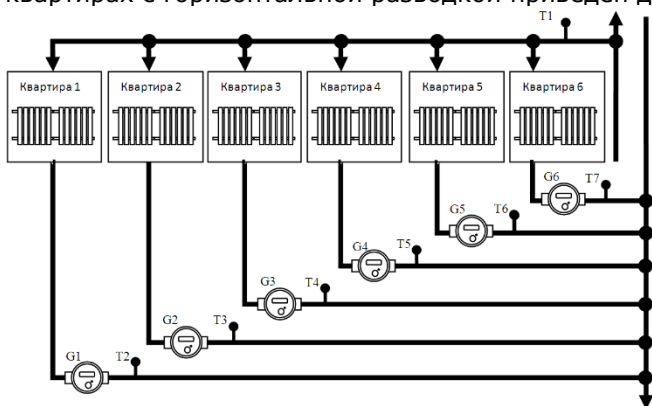 квартирах с горизонтальной разводкой приведен д
T1
Квартира 1 Квартира 2 Квартира 3 Квартира 4 Квартира 5 Квартира 6
G6 T7
G5 T6
G4 T5
G3 T4
G2 T3
G1 T2